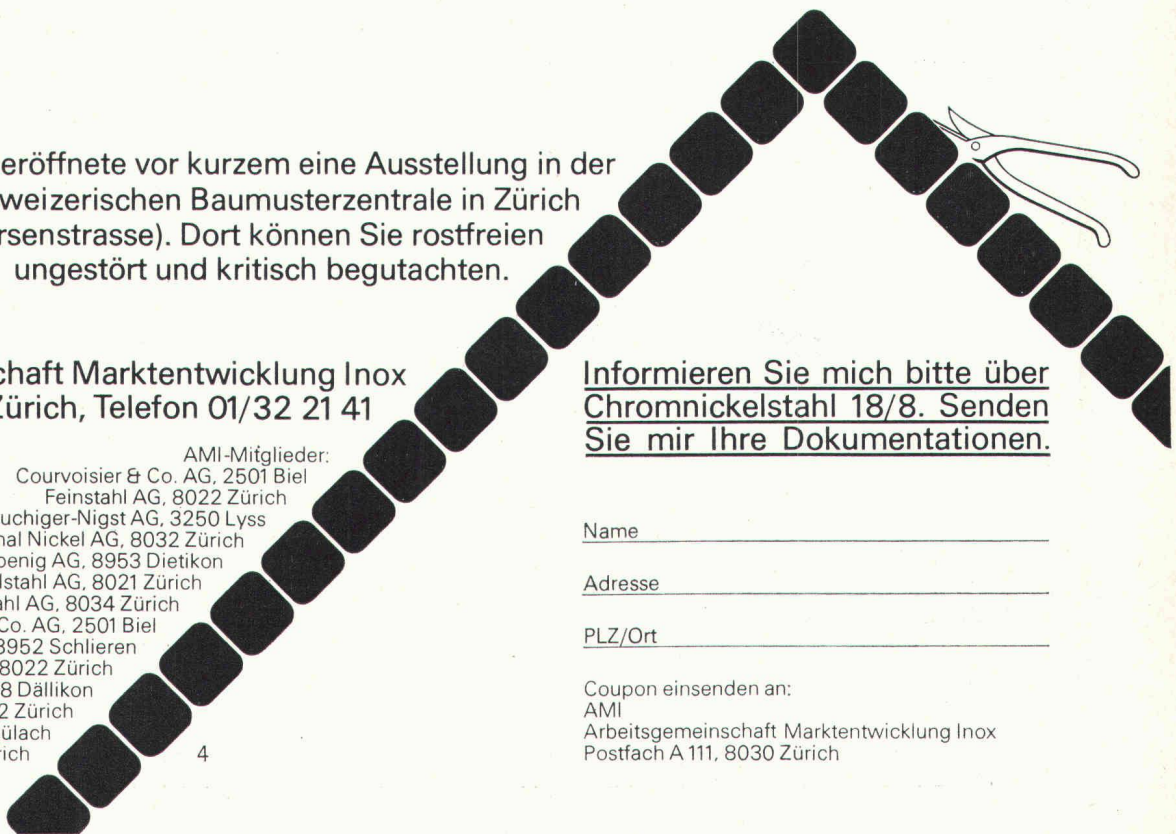 eröffnete vor kurzem eine Ausstellung in der
weizerischen Baumusterzentrale in Zürich
rsenstrasse). Dort können Sie rostfreien
ungestört und kritisch begutachten.
chaft Marktentwicklung Inox
Zürich, Telefon 01/32 21 41
AMI-Mitglieder:
Courvoisier & Co. AG, 2501 Biel
Feinstahl AG, 8022 Zürich
uchiger-Nigst AG, 3250 Lyss
nal Nickel AG, 8032 Zürich
oenig AG, 8953 Dietikon
lstahl AG, 8021 Zürich
ahl AG, 8034 Zürich
Co. AG, 2501 Biel
8952 Schlieren
8022 Zürich
8 Dällikon
2 Zürich
ülach
rich
4
Informieren Sie mich bitte über
Chromnickelstahl 18/8. Senden
Sie mir Ihre Dokumentationen.
Name
Adresse
PLZ/Ort
Coupon einsenden an:
AMI
Arbeitsgemeinschaft Marktentwicklung Inox
Postfach A 111, 8030 Zürich